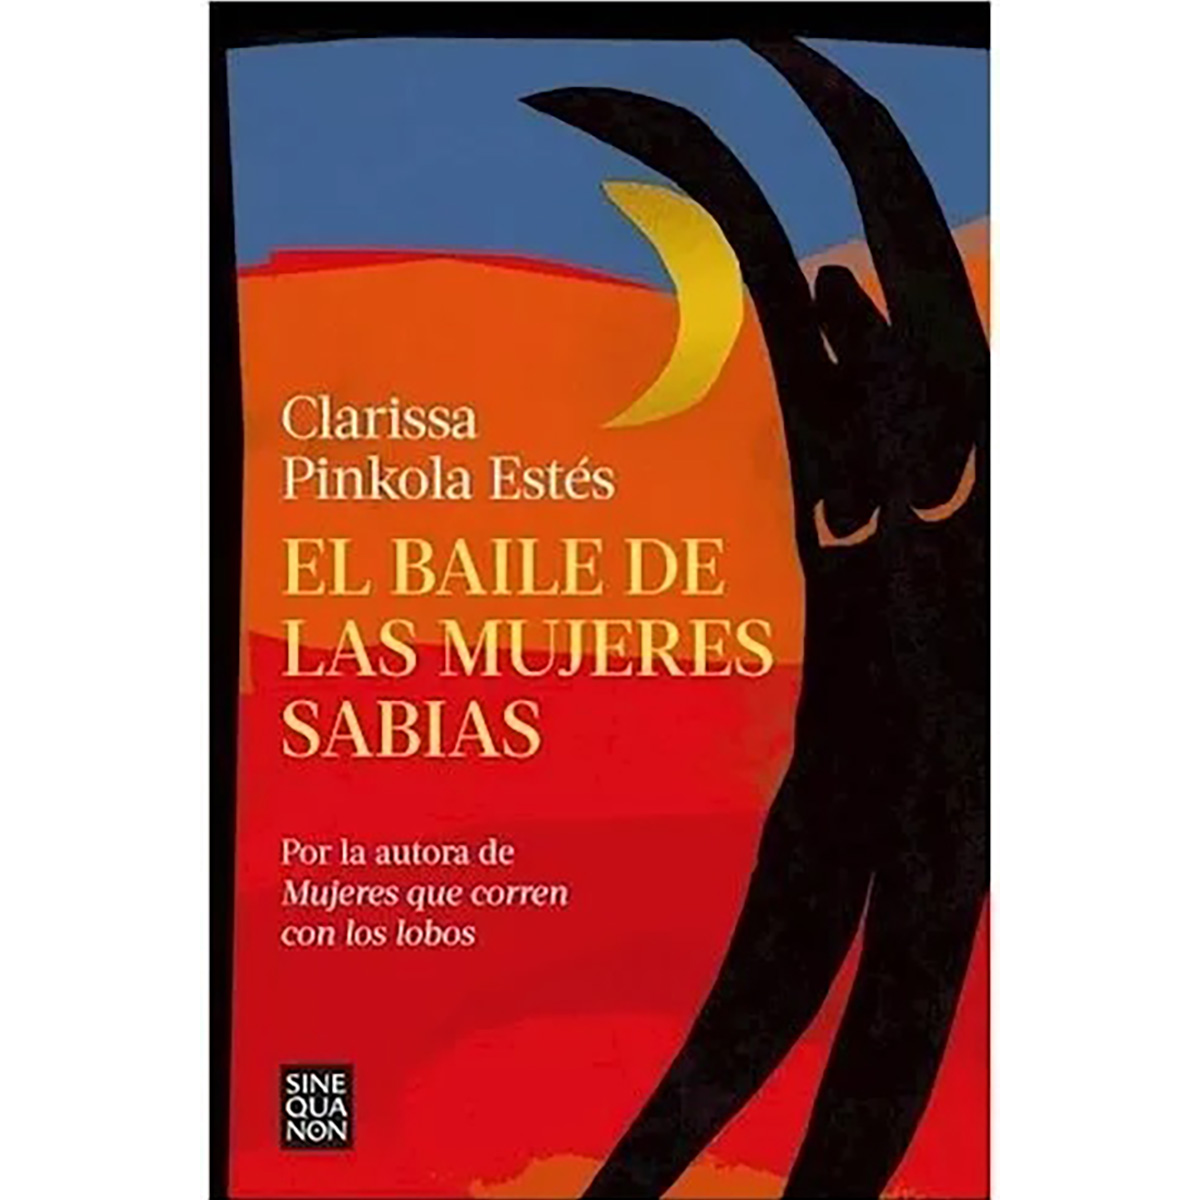 Clarissa
Pinkola Estés
EL BAILE DE
LAS MUJERES
SABIAS
Por la autora de
Mujeres que corren
con los lobos
SINE
QUA
NON